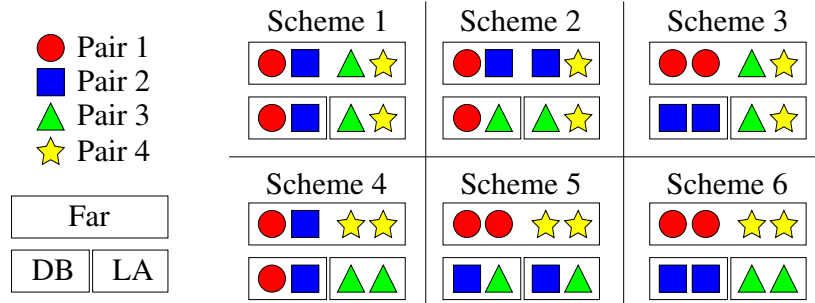 Pair 1
Pair 2
Pair 3
Pair 4
Far
DB
LA
Scheme 1
Scheme 2
Scheme 3
Scheme 4
Scheme 5
Scheme 6